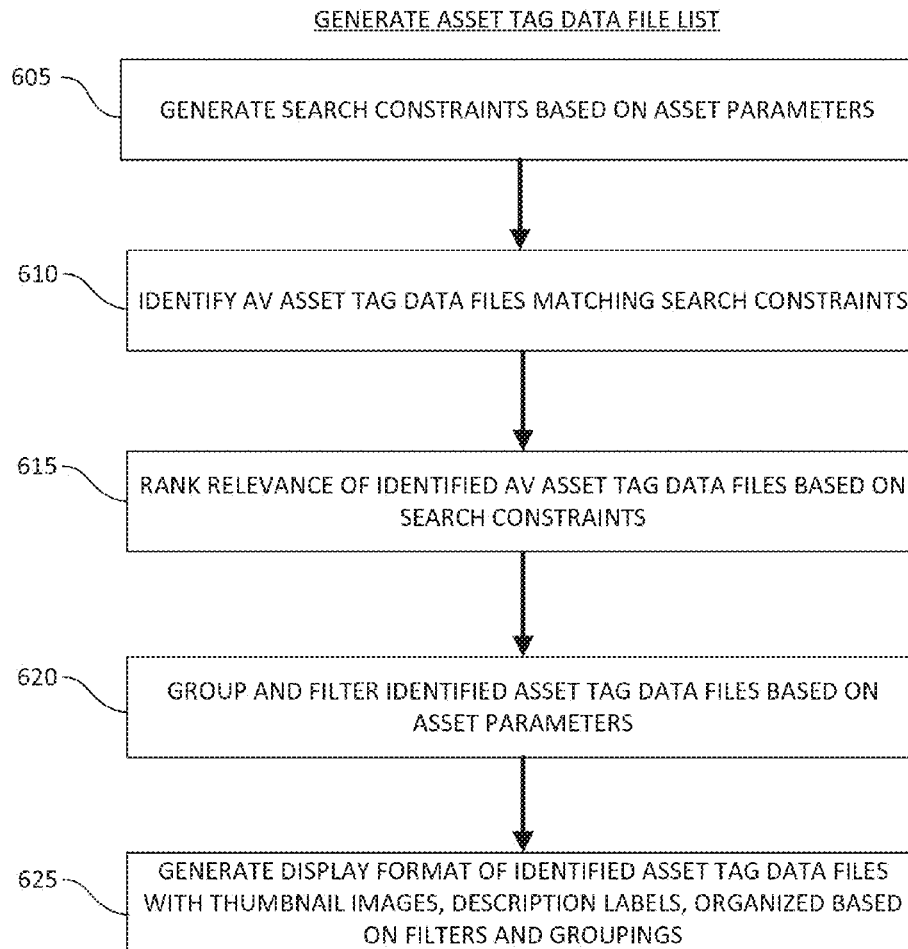 GENERATE ASSET TAG DATA FILE LIST
605
GENERATE SEARCH CONSTRAINTS BASED ON ASSET PARAMETERS
610
IDENTIFY AV ASSET TAG DATA FILES MATCHING SEARCH CONSTRAINTS
615
RANK RELEVANCE OF IDENTIFIED AV ASSET TAG DATA FILES BASED ON
SEARCH CONSTRAINTS
620
GROUP AND FILTER IDENTIFIED ASSET TAG DATA FILES BASED ON
ASSET PARAMETERS
625
GENERATE DISPLAY FORMAT OF IDENTIFIED ASSET TAG DATA FILES
WITH THUMBNAIL IMAGES, DESCRIPTION LABELS, ORGANIZED BASED
ON FILTERS AND GROUPINGS